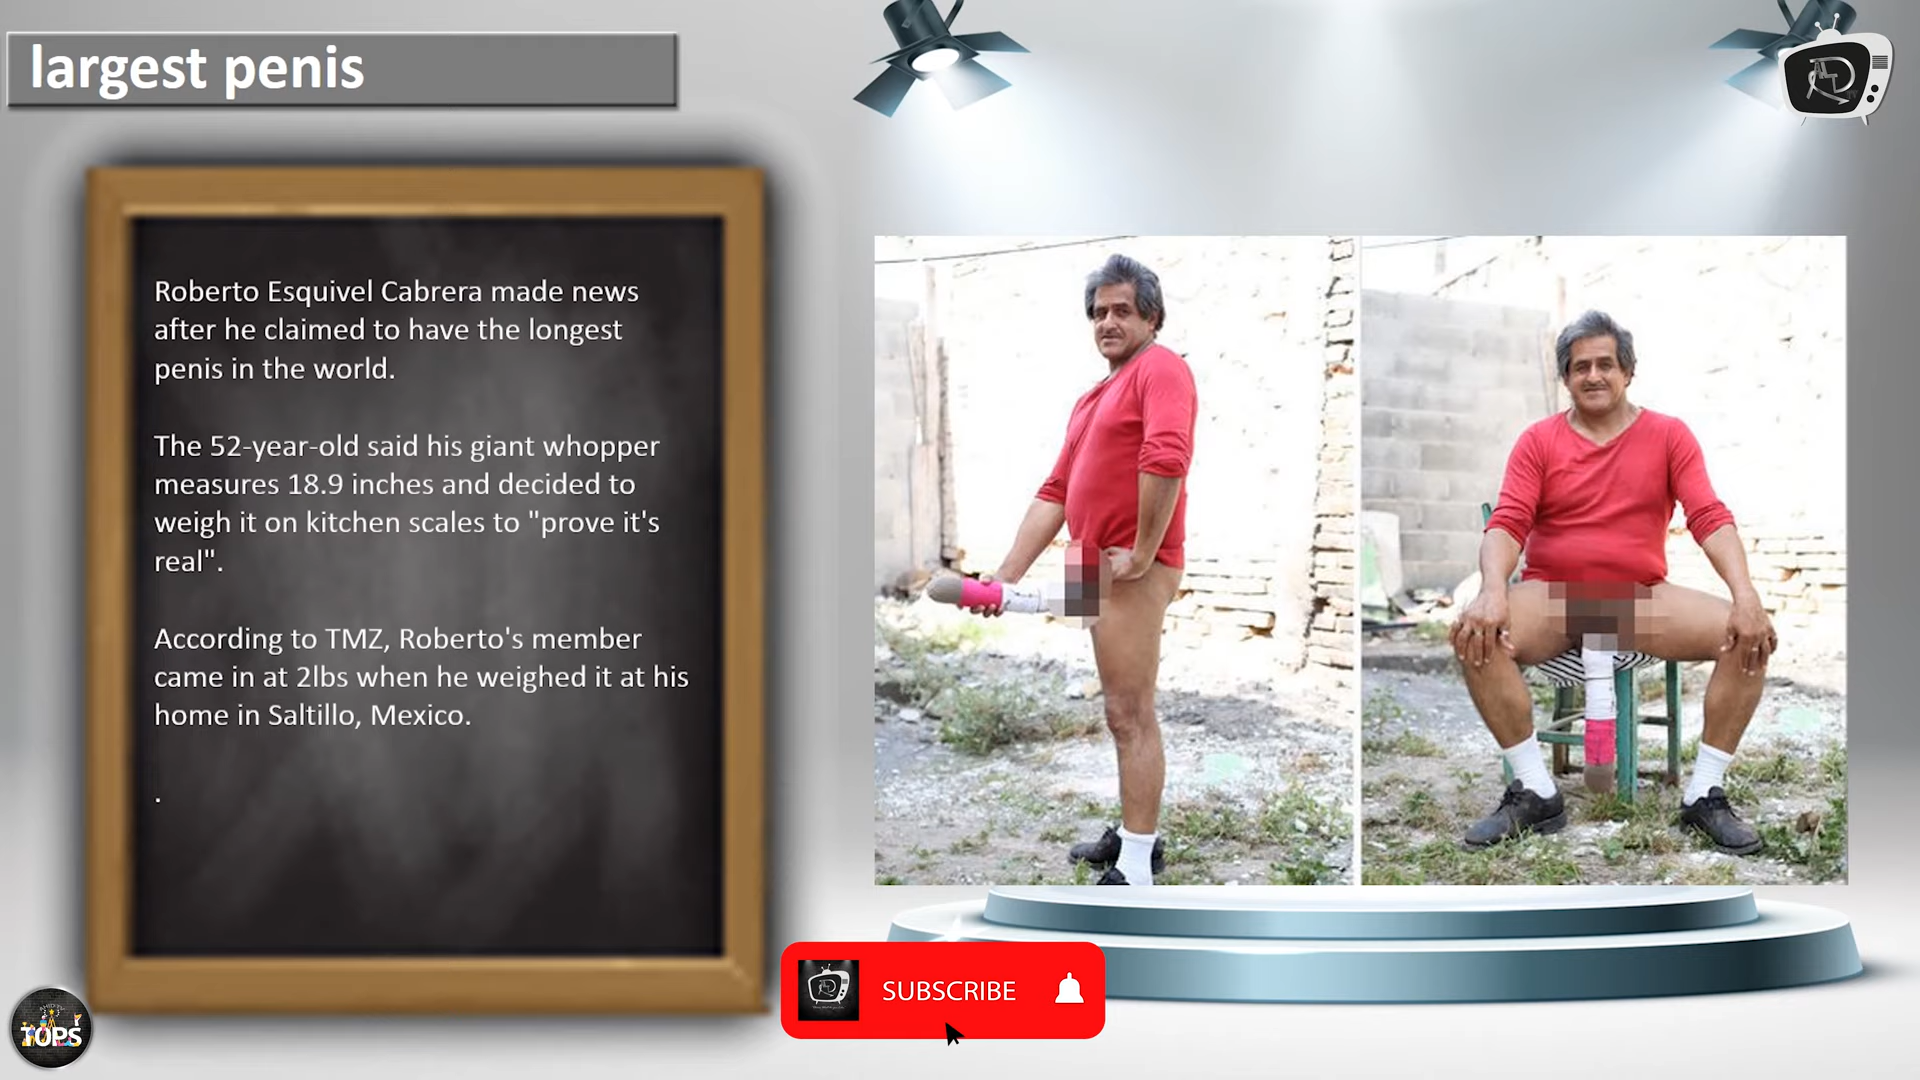 largest penis
Roberto Esquivel Cabrera made news
after he claimed to have the longest
penis in the world.
The 52-year-old said his giant whopper
measures 18.9 inches and decided to
weigh it on kitchen scales to "prove it's
real".
According to TMZ, Roberto's member
came in at 2lbs when he weighed it at his
home in Saltillo, Mexico.
.
SUBSCRIBE
TOPS